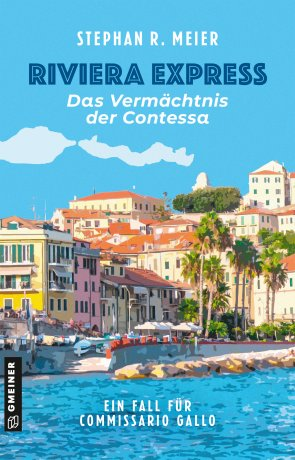 STEPHAN R. MEIER
RIVIERA EXPRESS
Das Vermächtnis
der Contessa
GMEINER
EIN FALL FÜR
COMMISSARIO GALLO